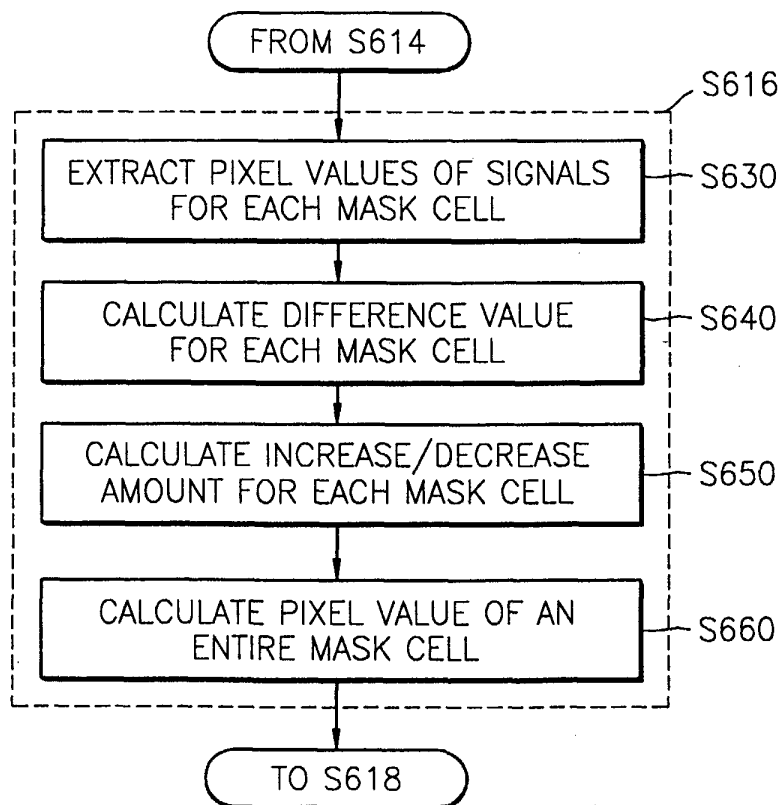 FROM S614
S616
EXTRACT PIXEL VALUES OF SIGNALS
FOR EACH MASK CELL
S630
CALCULATE DIFFERENCE VALUE
FOR EACH MASK CELL
S640
CALCULATE INCREASE/DECREASE
AMOUNT FOR EACH MASK CELL
S650
CALCULATE PIXEL VALUE OF AN
ENTIRE MASK CELL
S660
TO S618